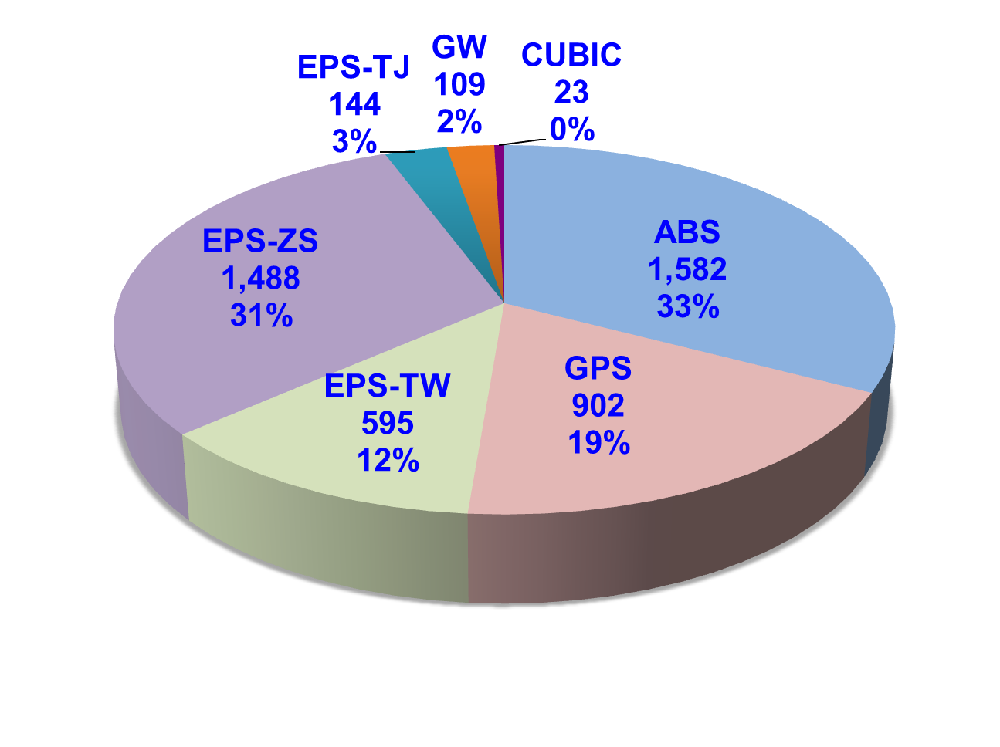 EPS-TJ
144
3%
GW
109
2%
CUBIC
23
0%
ABS
1,582
33%
EPS-ZS
1,488
31%
GPS
902
19%
EPS-TW
595
12%